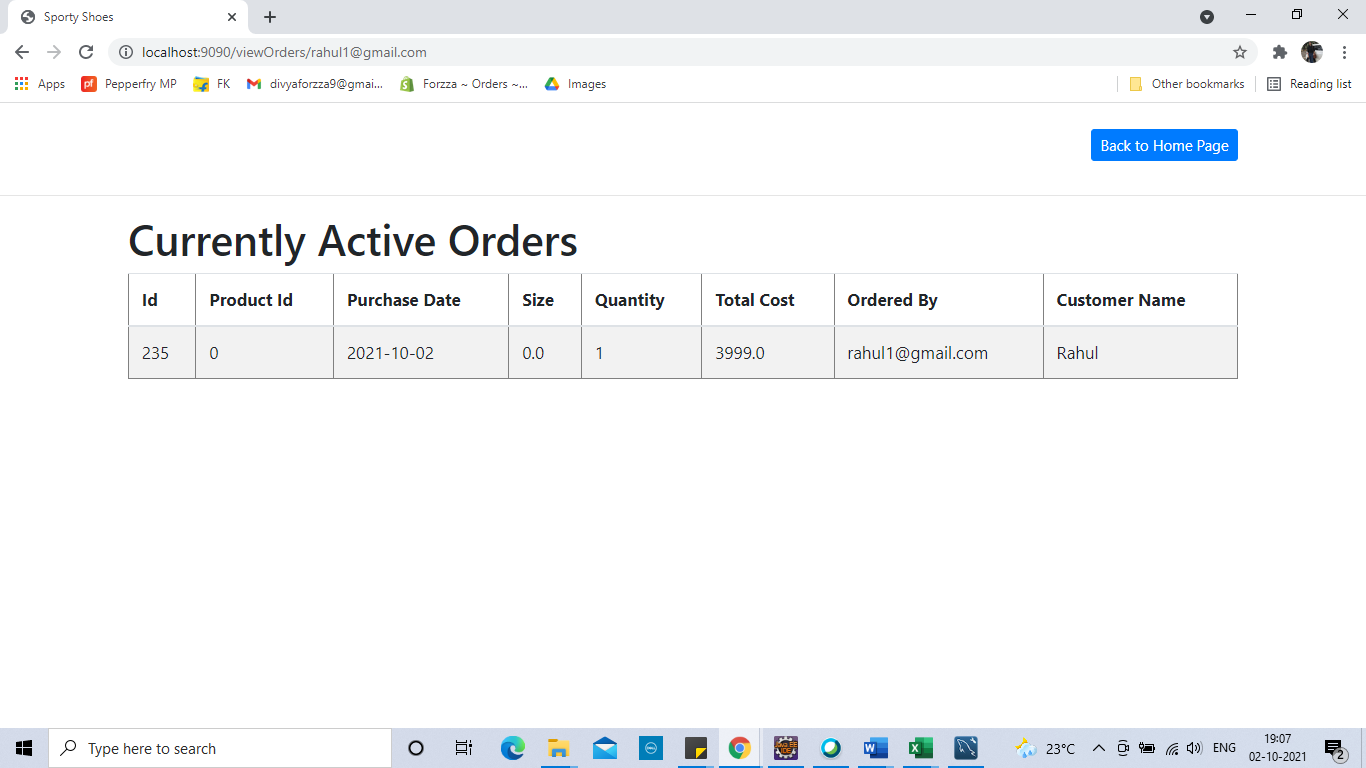 Sporty Shoes
localhost:9090/viewOrders/rahul1@gmail.com
Apps pf Pepperfry MP FK divyaforzza9@gmai... Forzza ~ Orders ~... Images Other bookmarks Reading list
Back to Home Page
Currently Active Orders
Id Product Id Purchase Date Size Quantity Total Cost Ordered By Customer Name
235 0 2021-10-02 0.0 1 3999.0 rahul1@gmail.com Rahul
Type here to search 23°C ENG 19:07
02-10-2021 2